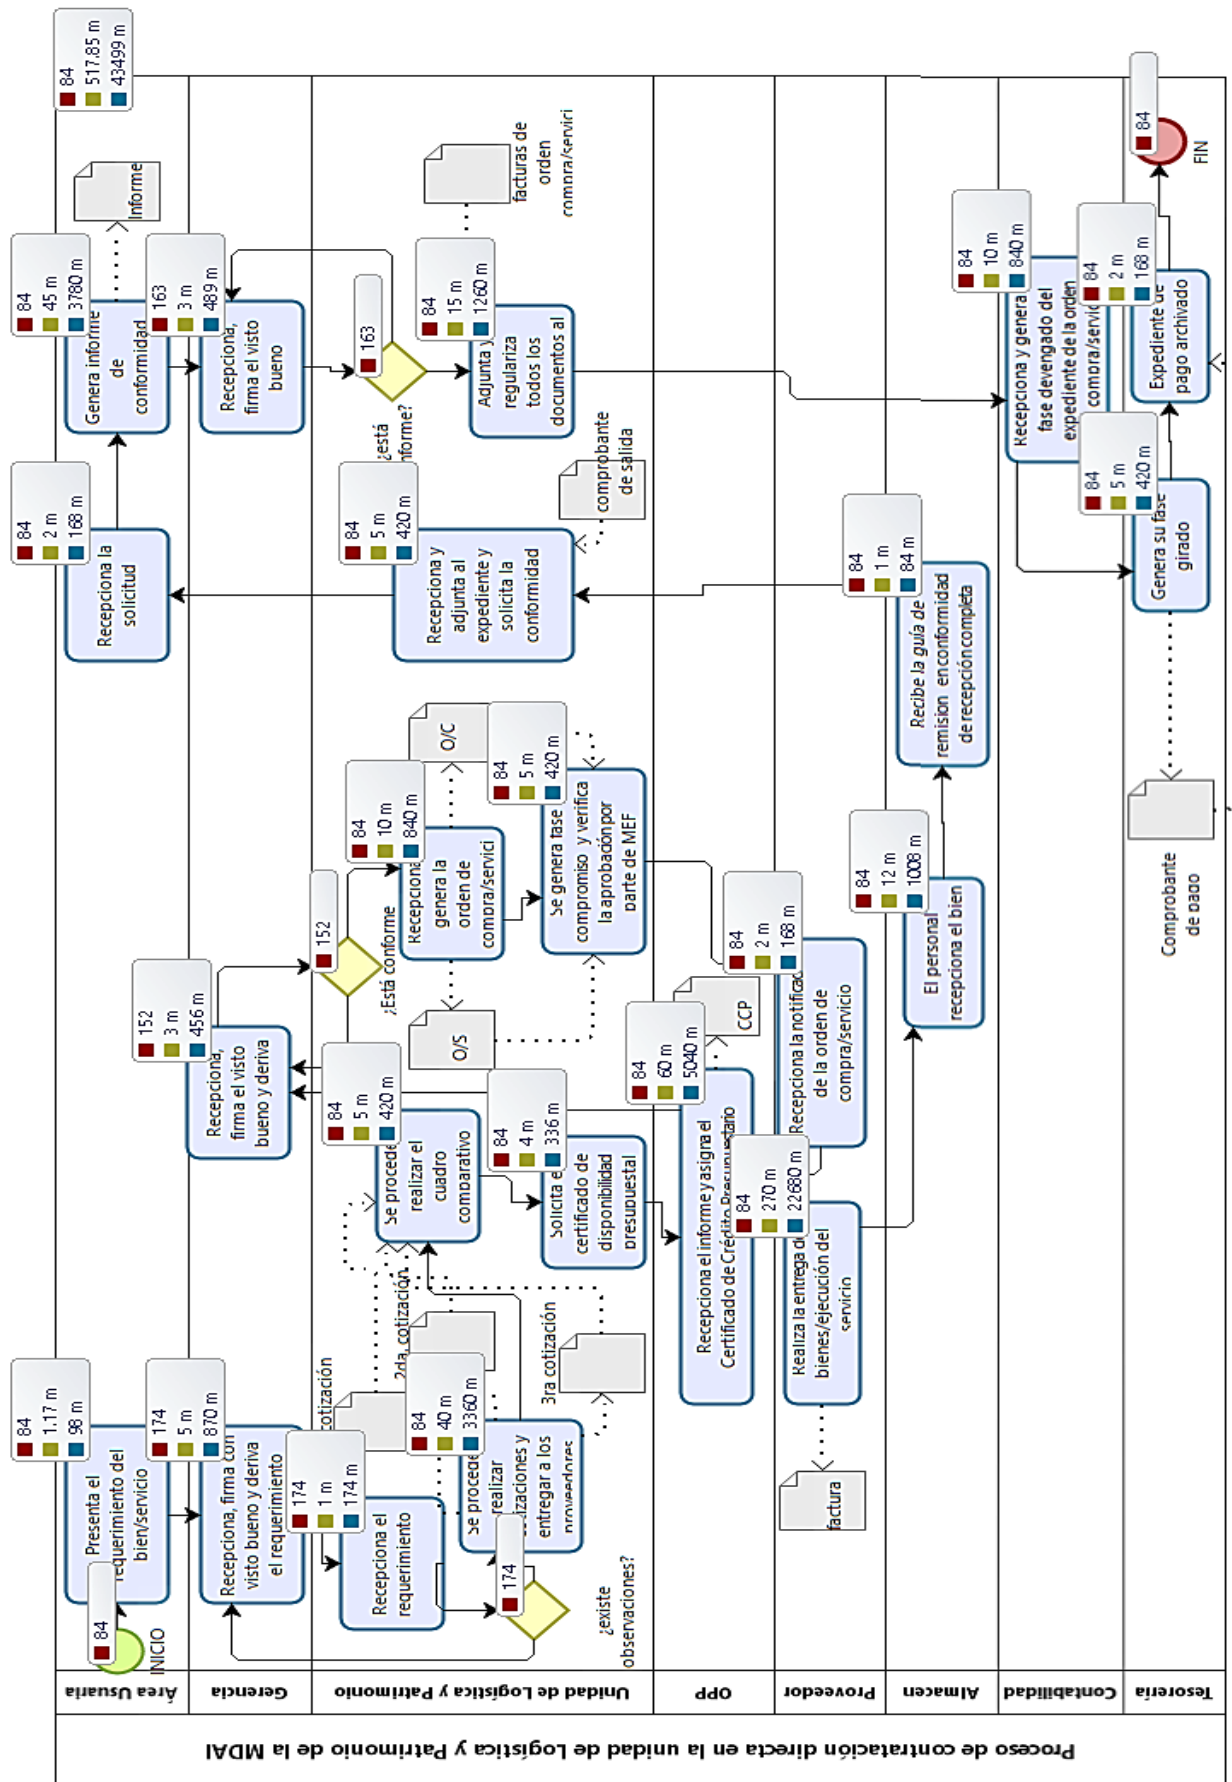 Proceso de contratación directa en la unidad de Logística y Patrimonio de la MDAI
Área Usuaria
84
INICIO
Presenta el
requerimiento del
bien/servicio
84
1.17 m
98 m
Recepciona la
solicitud
84
2 m
168 m
Genera informe
de
conformidad
84
45 m
3780 m
Informe
84
517.85 m
43499 m
Gerencia
Recepciona, firma con
visto bueno y deriva
el requerimiento
174
5 m
870 m
Recepciona,
firma el visto
bueno y deriva
152
3 m
456 m
Recepciona,
firma el visto
bueno
163
3 m
489 m
Unidad de Logística y Patrimonio
Recepciona el
requerimiento
174
1 m
174 m
174
¿existe
observaciones?
Se procede
realizar
izaciones y
entregar a los
proveedores
84
40 m
3360 m
cotización
2da. cotización
3ra cotización
Se procede
realizar el
cuadro
comparativo
84
5 m
420 m
Solicita e
certificado de
disponibilidad
presupuestal
84
4 m
336 m
152
¿Está conforme
Recepciona
genera la
orden de
compra/servici
84
10 m
840 m
O/S
O/C
Se genera fase
compromiso y verifica
la aprobación por
parte de MEF
84
5 m
420 m
Recepciona y
adjunta al
expediente y
solicita la
conformidad
84
5 m
420 m
comprobante
de salida
163
¿está
nforme?
Adjunta y
regulariza
todos los
documentos al
84
15 m
1260 m
facturas de
orden
compra/servici
OPP
Recepciona el informe y asigna el
Certificado de Crédito Presupuestario
84
60 m
5040 m
CCP
Proveedor
Realiza la entrega d
bienes/ejecución del
servicio
84
270 m
22680 m
factura
Recepciona la notificac
de la orden de
compra/servicio
84
2 m
168 m
Almacen
El personal
recepciona el bien
84
12 m
1008 m
Recibe la guía de
remision en conformidad
de recepción completa
84
1 m
84 m
Contabilidad
Recepciona y genera
fase devengado del
expediente de la orden
compra/servic
84
10 m
840 m
Tesorería
Comprobante
de pago
Genera su fase
girado
84
5 m
420 m
Expediente de
pago archivado
84
2 m
168 m
84
FIN